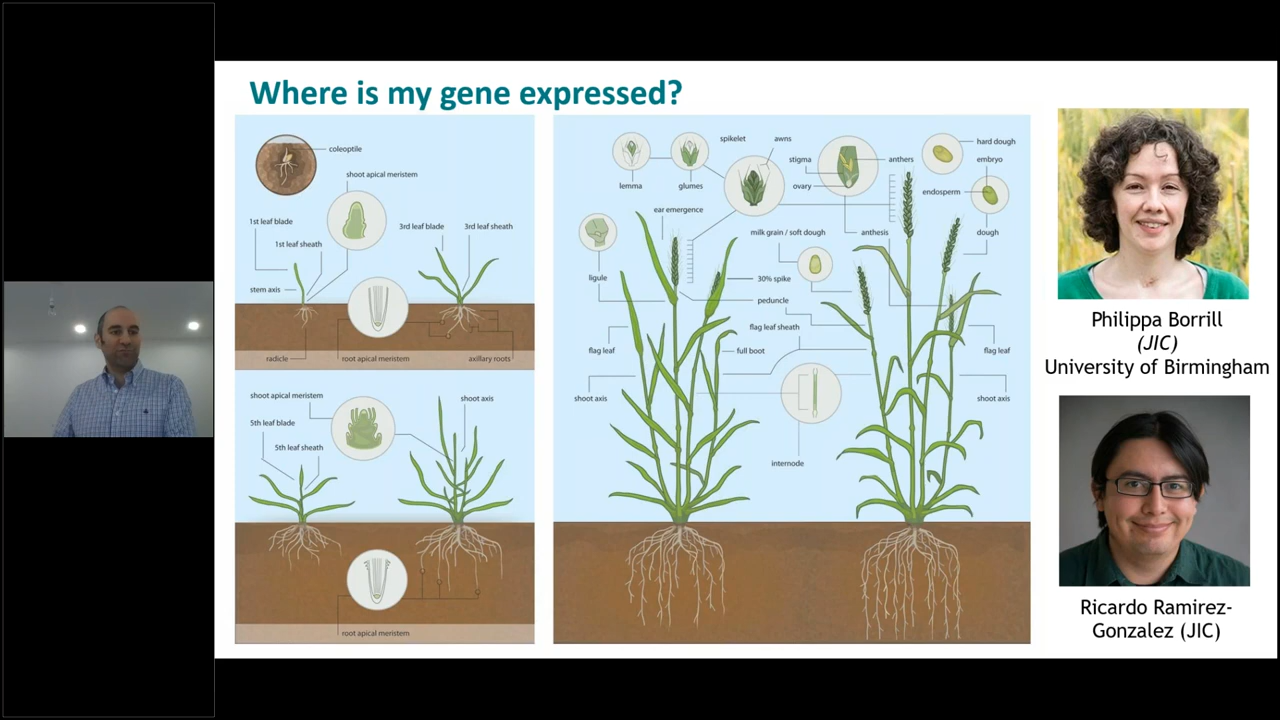 Where is my gene expressed?
coleoptile
shoot apical meristem
1st leaf blade
1st leaf sheath
3rd leaf blade
3rd leaf sheath
stem axis
radicle
root apical meristem
axillary roots
shoot apical meristem
5th leaf blade
5th leaf sheath
shoot axis
root apical meristem
spikelet
awns
lemma
glumes
stigma
anthers
ovary
hard dough
embryo
endosperm
ear emergence
milk grain / soft dough
anthesis
dough
ligule
30% spike
peduncle
flag leaf sheath
flag leaf
full boot
flag leaf
shoot axis
shoot axis
internode
Philippa Borrill
(JIC)
University of Birmingham
Ricardo Ramirez-
Gonzalez (JIC)